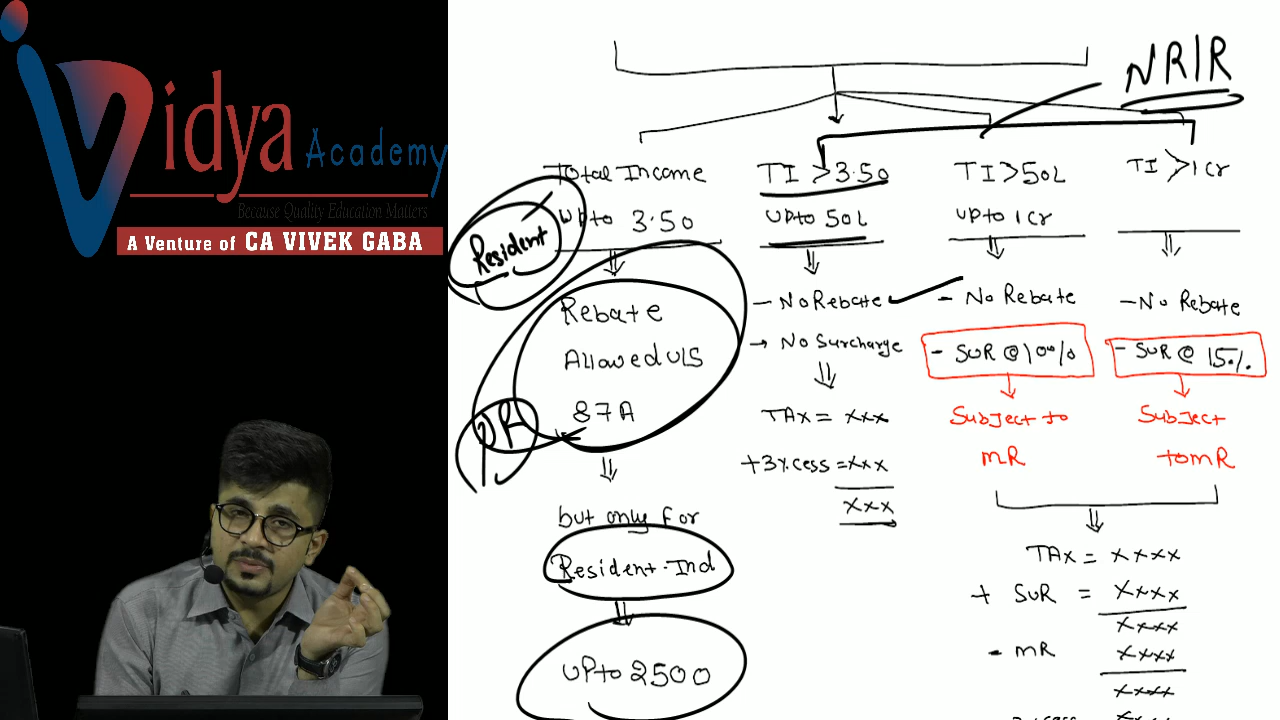 Vidya Academy
Because Quality Education Matters
A Venture of CA VIVEK GABA
NR/R
Total Income
upto 3.50
Resident
Rebate
Allowed U/S
87A
but only for
Resident-Ind
UPto 2500
TI > 3.50
UPto 50L
- No Rebate
→ No Surcharge
TAx = xxx
+3% cess = xxx
xxx
TI > 50L
UPto 1cr
- No Rebate
- SUR @ 10%
Subject to
MR
TI > 1cr
- No Rebate
- SUR @ 15%
Subject
to MR
TAx = xxxx
+ SUR = xxxx
xxxx
- MR xxxx
xxxx